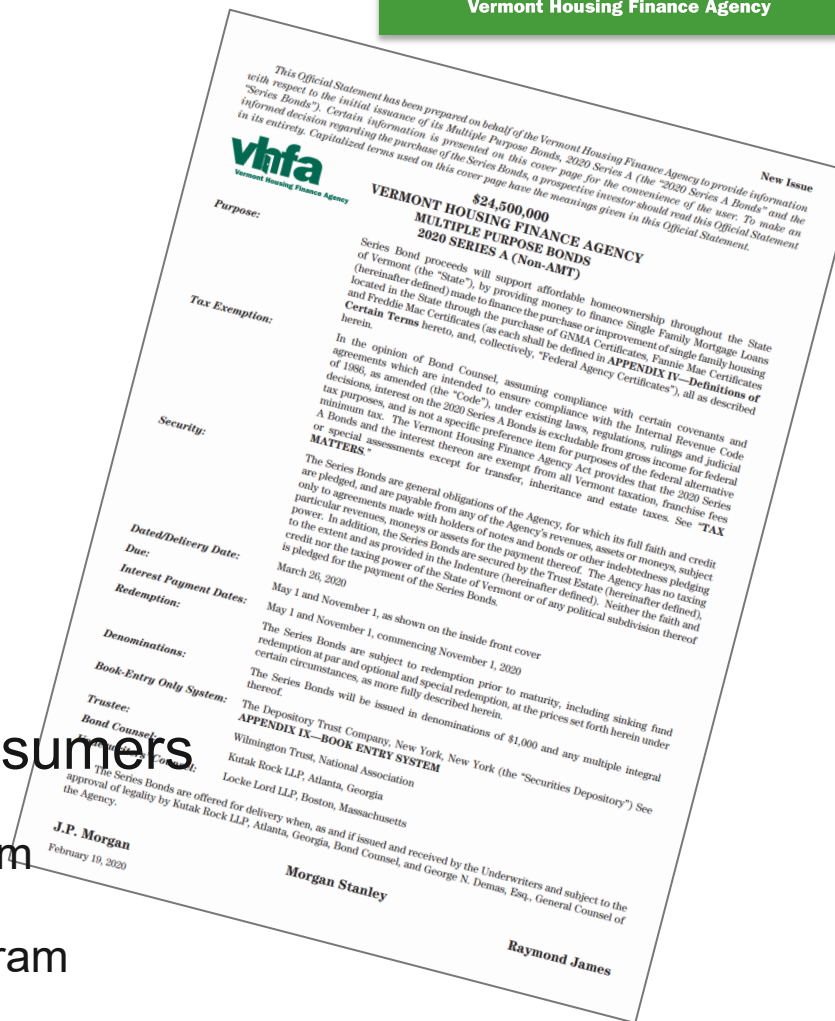 Vermont Housing Finance Agency
This Official Statement has been prepared on behalf of the Vermont Housing Finance Agency to provide information
with respect to the initial issuance of its Multiple Purpose Bonds, 2020 Series A (the “2020 Series A Bonds” and the
“Series Bonds”). Certain information is presented on this cover page for the convenience of the user. To make an
informed decision regarding the purchase of the Series Bonds, a prospective investor should read this Official Statement
in its entirety. Capitalized terms used on this cover page have the meanings given in this Official Statement.
New Issue
vhfa
Vermont Housing Finance Agency
$24,500,000
VERMONT HOUSING FINANCE AGENCY
MULTIPLE PURPOSE BONDS
2020 SERIES A (Non-AMT)
Purpose:
Series Bond proceeds will support affordable homeownership throughout the State
of Vermont (the “State”), by providing money to finance Single Family Mortgage Loans
(hereinafter defined) made to finance the purchase or improvement of single family housing
located in the State through the purchase of GNMA Certificates, Fannie Mae Certificates
and Freddie Mac Certificates (as each shall be defined in APPENDIX IV—Definitions of
Certain Terms hereto, and, collectively, “Federal Agency Certificates”), all as described
herein.
Tax Exemption:
In the opinion of Bond Counsel, assuming compliance with certain covenants and
agreements which are intended to ensure compliance with the Internal Revenue Code
of 1986, as amended (the “Code”), under existing laws, regulations, rulings and judicial
decisions, interest on the 2020 Series A Bonds is excludable from gross income for federal
tax purposes, and is not a specific preference item for purposes of the federal alternative
minimum tax. The Vermont Housing Finance Agency Act provides that the 2020 Series
A Bonds and the interest thereon are exempt from all Vermont taxation, franchise fees
or special assessments except for transfer, inheritance and estate taxes. See “TAX
MATTERS.”
Security:
The Series Bonds are general obligations of the Agency, for which its full faith and credit
are pledged, and are payable from any of the Agency's revenues, assets or moneys, subject
only to agreements made with holders of notes and bonds or other indebtedness pledging
particular revenues, moneys or assets for the payment thereof. The Agency has no taxing
power. In addition, the Series Bonds are secured by the Trust Estate (hereinafter defined),
to the extent and as provided in the Indenture (hereinafter defined). Neither the faith and
credit nor the taxing power of the State of Vermont or of any political subdivision thereof
is pledged for the payment of the Series Bonds.
Dated/Delivery Date:
March 26, 2020
Due:
May 1 and November 1, as shown on the inside front cover
Interest Payment Dates:
May 1 and November 1, commencing November 1, 2020
Redemption:
The Series Bonds are subject to redemption prior to maturity, including sinking fund
redemption at par and optional and special redemption, at the prices set forth herein under
certain circumstances, as more fully described herein.
Denominations:
The Series Bonds will be issued in denominations of $1,000 and any multiple integral
thereof.
Book-Entry Only System:
The Depository Trust Company, New York, New York (the “Securities Depository”) See
APPENDIX IX—BOOK ENTRY SYSTEM
Trustee:
Wilmington Trust, National Association
Bond Counsel:
Kutak Rock LLP, Atlanta, Georgia
Underwriters' Counsel:
Locke Lord LLP, Boston, Massachusetts
The Series Bonds are offered for delivery when, as and if issued and received by the Underwriters and subject to the
approval of legality by Kutak Rock LLP, Atlanta, Georgia, Bond Counsel, and George N. Demas, Esq., General Counsel of
the Agency.
J.P. Morgan
Morgan Stanley
Raymond James
February 19, 2020
sumers
m
ram